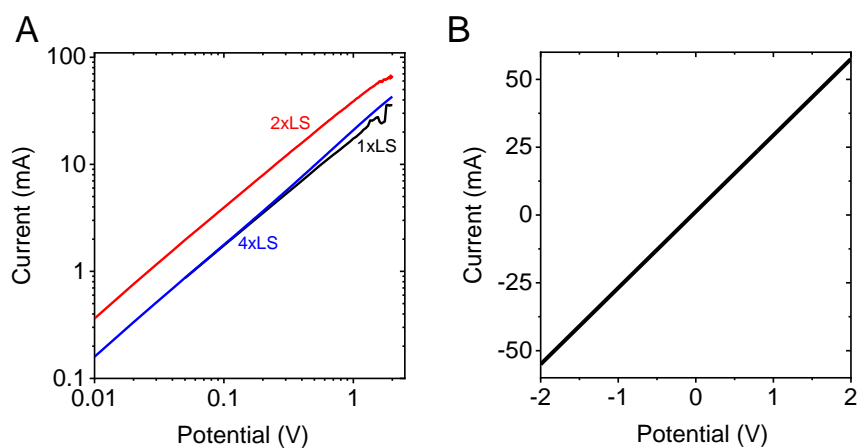 A
100
10
1
0.1
0.01
0.1
1
Current (mA)
Potential (V)
2xLS
1xLS
4xLS
B
50
25
0
-25
-50
-2
-1
0
1
2
Current (mA)
Potential (V)